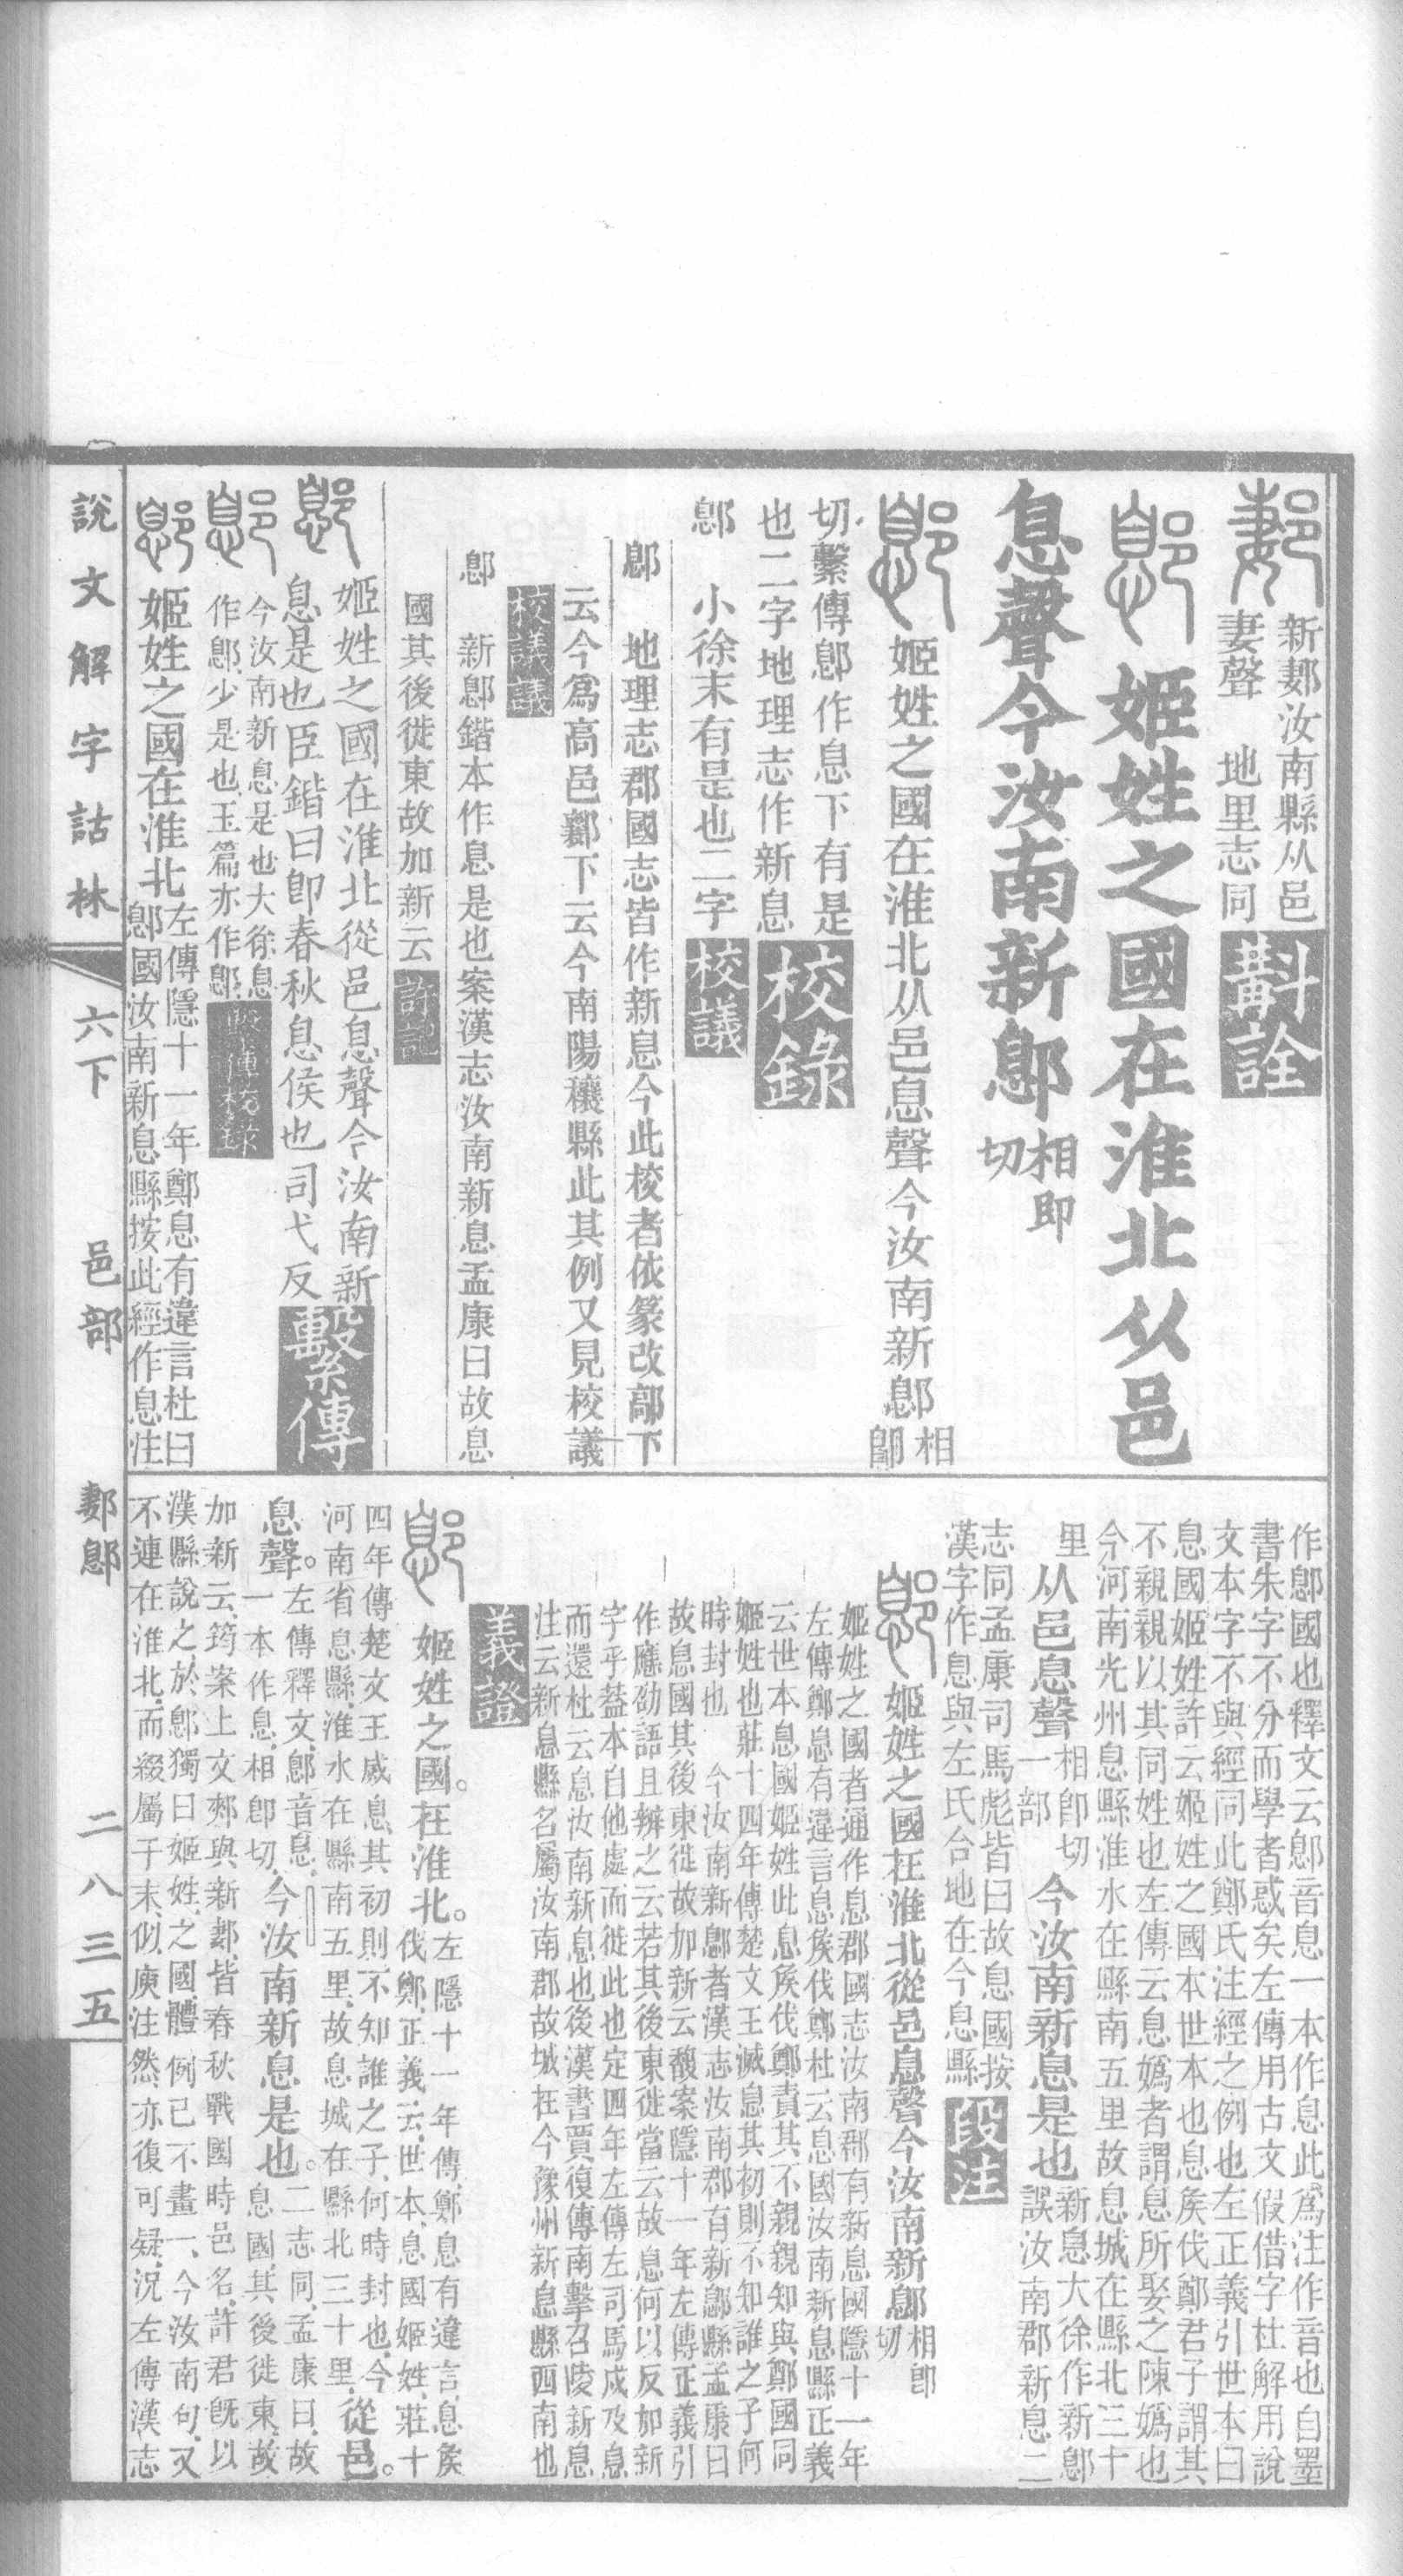 新郪汝南縣从邑
妻聲　地里志同
斠詮
姬姓之國在淮北从邑
息聲今汝南新鄎相即
切
姬姓之國在淮北从邑息聲今汝南新鄎相
卽
切繫傳鄎作息下有是
也二字地理志作新息
校錄
鄎　小徐末有是也二字
校議
鄎　地理志郡國志皆作新息今此校者依篆改鄗下
云今爲高邑鄻下云今南陽穰縣此其例又見校議
校議議
鄎　新鄎鍇本作息是也案漢志汝南新息孟康曰故息
國其後徙東故加新云
許記
姬姓之國在淮北從邑息聲今汝南新
息是也臣鍇曰卽春秋息侯也司弋反
繫傳
今汝南新息是也大徐息
作鄎少是也玉篇亦作鄎
繫傳校錄
姬姓之國在淮北左傳隱十一年鄭息有違言杜曰
鄎國汝南新息縣按此經作息注
作鄎國也釋文云鄎音息一本作息此爲注作音也自墨
書朱字不分而學者惑矣左傳用古文假借字杜解用說
文本字不與經同此鄭氏注經之例也左正義引世本曰
息國姬姓許云姬姓之國本世本也息矦伐鄭君子謂其
不親親以其同姓也左傳云息嬀者謂息所娶之陳嬀也
今河南光州息縣淮水在縣南五里故息城在縣北三十
里　从邑息聲相卽切
一部
今汝南新息是也新息大徐作新鄎
誤汝南郡新息二
志同孟康司馬彪皆曰故息國按
漢字作息與左氏合地在今息縣
段注
姬姓之國在淮北從邑息聲今汝南新鄎相卽
切
姬姓之國者通作息郡國志汝南郡有新息國隱十一年
左傳鄭息有違言息矦伐鄭杜云息國汝南新息縣正義
云世本息國姬姓此息矦伐鄭責其不親親知與鄭國同
姬姓也莊十四年傳楚文王滅息其初則不知誰之子何
時封也　今汝南新鄎者漢志汝南郡有新鄎縣孟康曰
故息國其後東徙故加新云馥案隱十一年左傳正義引
作應劭語且辨之云若其後東徙當云故息何以反加新
字乎葢本自他處而徙此也定四年左傳左司馬戍及息
而還杜云息汝南新息也後漢書賈復傳南擊召陵新息
注云新息縣名屬汝南郡故城在今豫州新息縣西南也
義證
姬姓之國。在淮北。左隱十一年傳、鄭息有違言、息矦
伐鄭、正義云、世本、息國姬姓、莊十
四年傳、楚文王滅息、其初則不知誰之子、何時封也、今
河南省息縣、淮水在縣南五里、故息城在縣北三十里、從邑。
息聲。左傳釋文、鄎音息、
一本作息、相卽切、今汝南新息是也。二志同、孟康曰、故
息國、其後徙東、故
加新云、筠案上文郪與新郪、皆春秋戰國時邑名、許君旣以
漢縣說之、於鄎獨曰姬姓之國、體例已不畫一、今汝南句、又
不連在淮北、而綴屬于末、似庾注然、亦復可疑、況左傳漢志
說文解字詁林
六下
邑部
郪鄎
二八三五